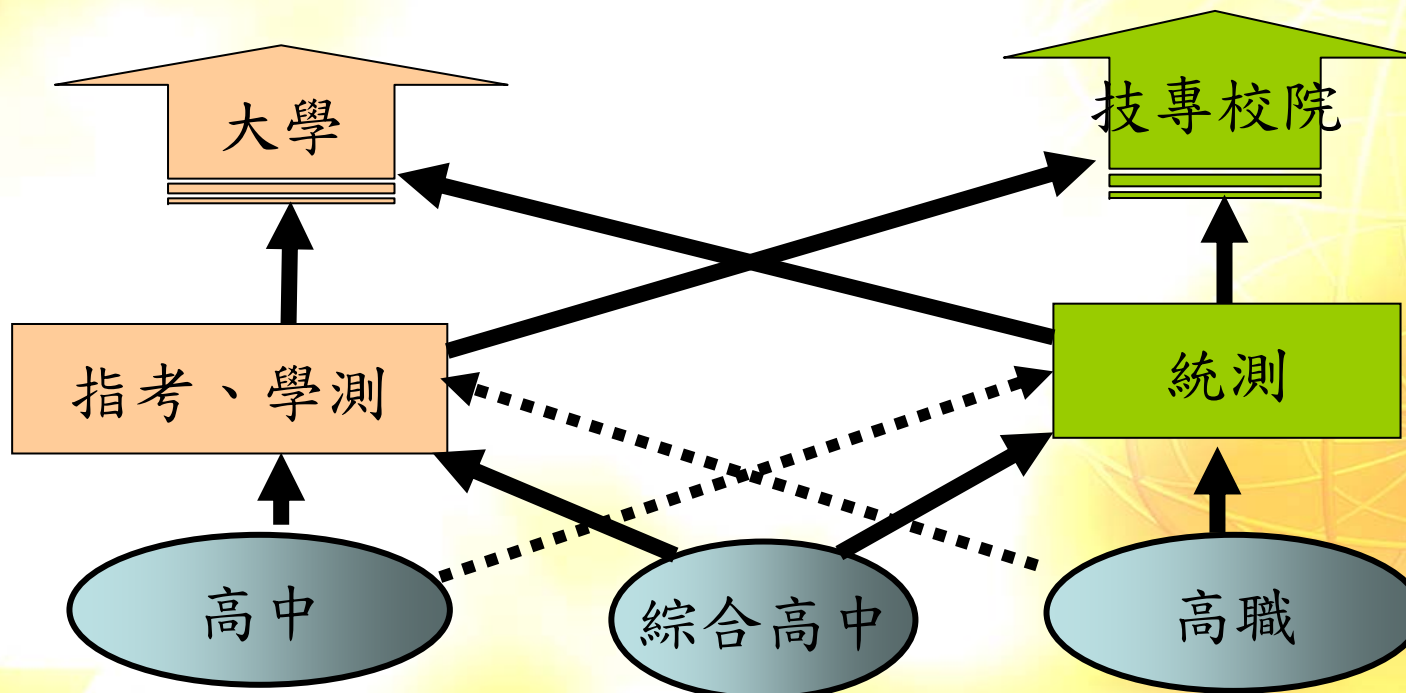 大學
技專校院
指考、學測
統測
高中
綜合高中
高職